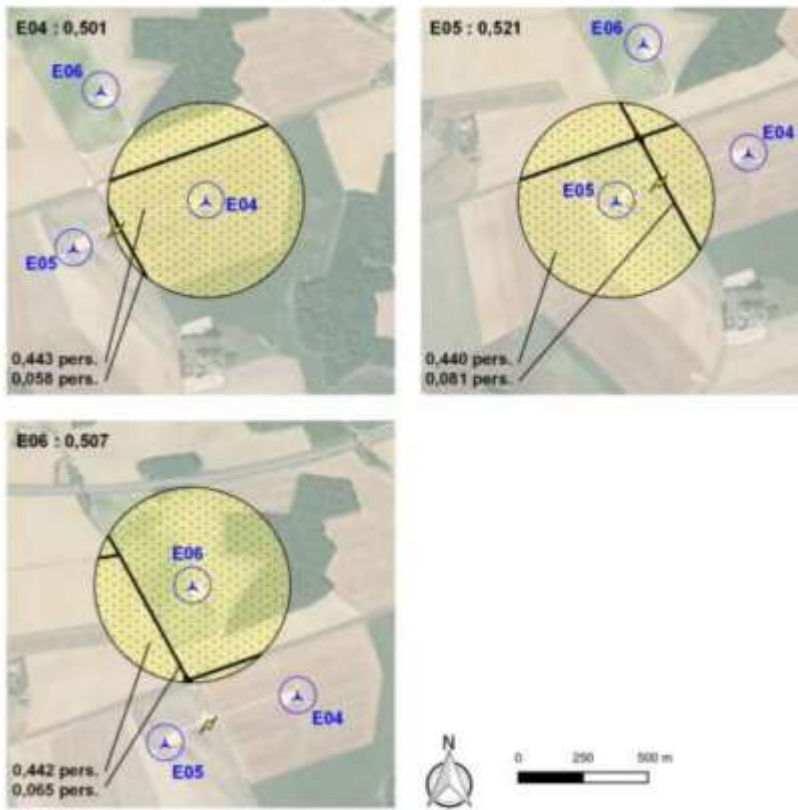 E04 : 0,501
E06
E04
E05
0,443 pers.
0,058 pers.
E05 : 0,521
E06
E04
E05
0,440 pers.
0,081 pers.
E06 : 0,507
E06
E04
E05
0,442 pers.
0,065 pers.
N
0 250 500 m